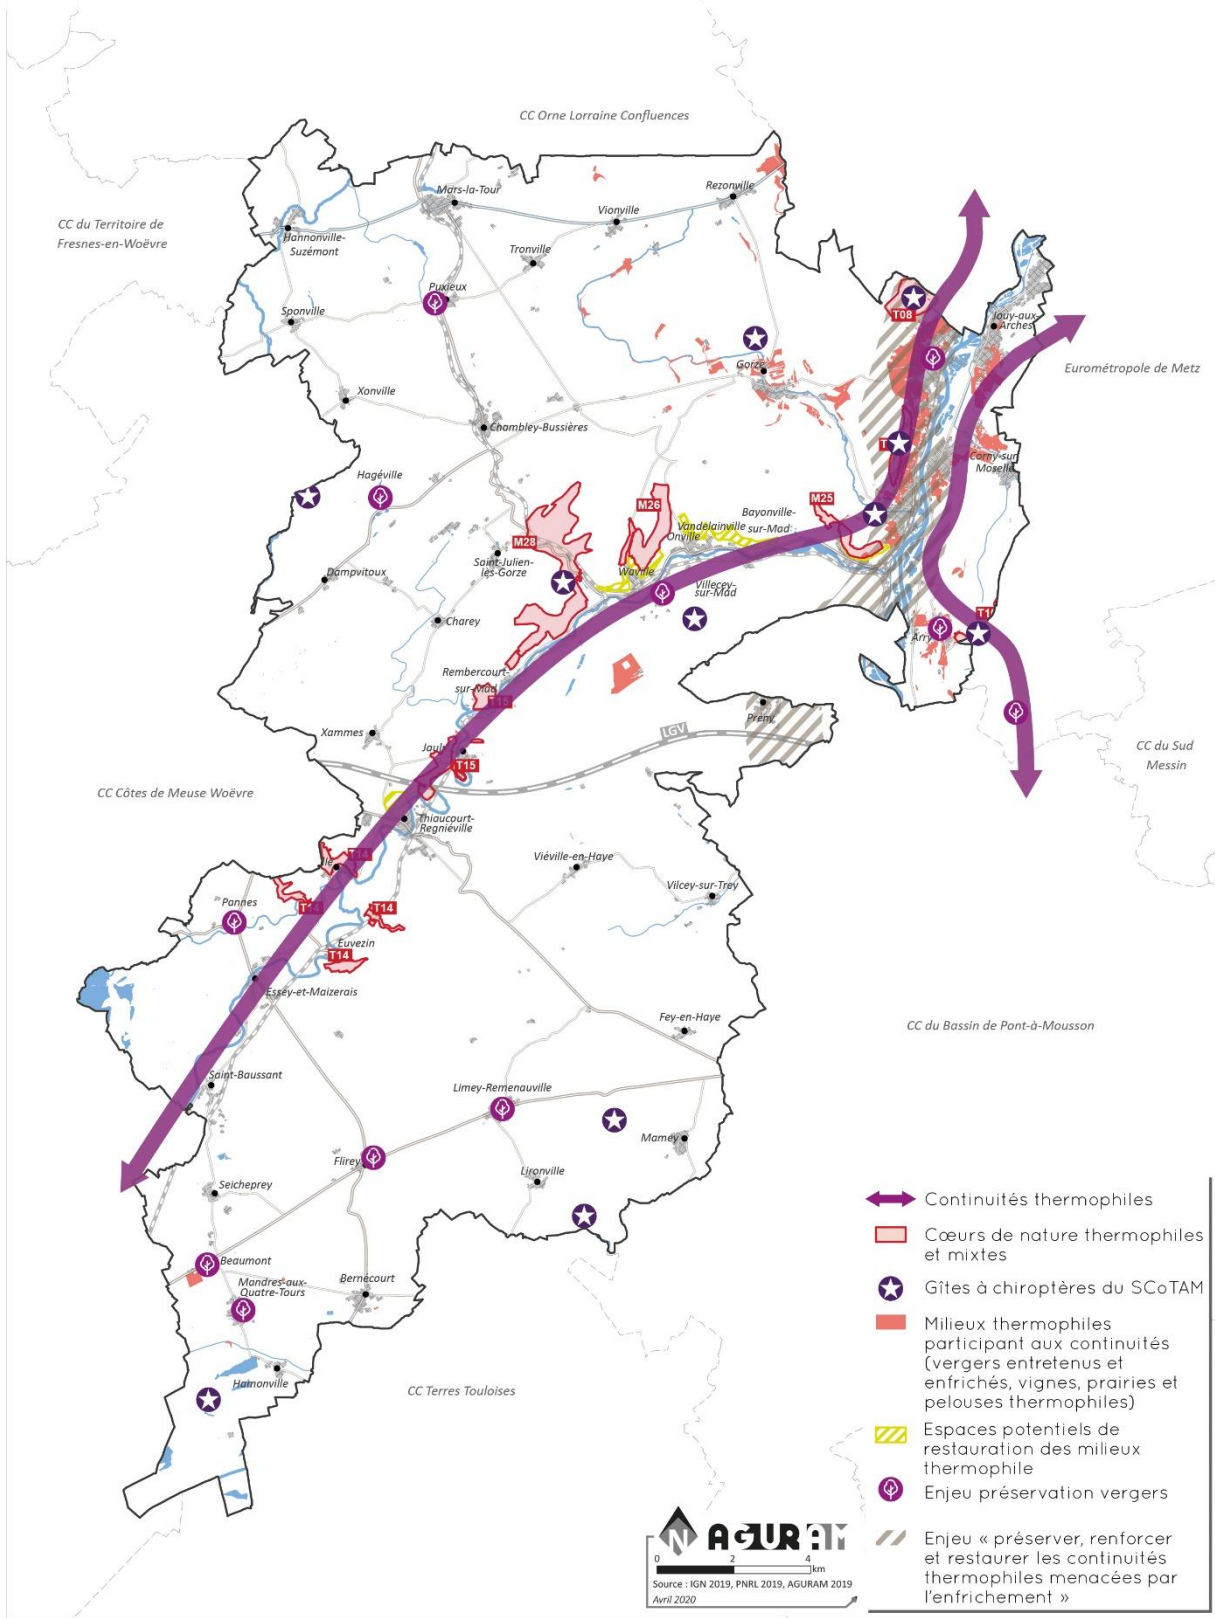 CC Orne Lorraine Confluences
CC du Territoire de
Fresnes-en-Woëvre
Mars-la-Tour
Rezonville
Vionville
Hannonville-
Suzémont
Tronville
Puxieux
Sponville
T08
Jouy-aux-
Arches
Gorze
Eurométropole de Metz
Xonville
Chambley-Bussières
Corny-sur
Moselle
Hagéville
M26
M25
Bayonville-
sur-Mad
Vandelainville
Onville
M28
Saint-Julien-
lès-Gorze
Waville
Dampvitoux
Villecey-
sur-Mad
Charey
Arry
Rembercourt-
sur-Mad
T15
Prény
LGV
Xammes
Jaul
T15
CC du Sud
Messin
CC Côtes de Meuse Woëvre
Thiaucourt-
Regniéville
T14
Viéville-en-Haye
Vilcey-sur-Trey
Pannes
T14
T14
Euvezin
T14
Essey-et-Maizerais
Fey-en-Haye
CC du Bassin de Pont-à-Mousson
Saint-Baussant
Limey-Remenauville
Mamey
Flirey
Lironville
Seicheprey
Beaumont
Mandres-aux-
Quatre-Tours
Bernécourt
Hamonville
CC Terres Touloises
Continuités thermophiles
Cœurs de nature thermophiles
et mixtes
Gîtes à chiroptères du SCoTAM
Milieux thermophiles
participant aux continuités
(vergers entretenus et
enfrichés, vignes, prairies et
pelouses thermophiles)
Espaces potentiels de
restauration des milieux
thermophile
Enjeu préservation vergers
Enjeu « préserver, renforcer
et restaurer les continuités
thermophiles menacées par
l'enfrichement »
N AGURAM
0 2 4
km
Source : IGN 2019, PNRL 2019, AGURAM 2019
Avril 2020